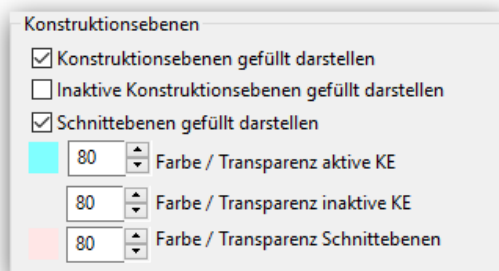 Konstruktionsebenen
Konstruktionsebenen gefüllt darstellen
Inaktive Konstruktionsebenen gefüllt darstellen
Schnittebenen gefüllt darstellen
80 Farbe / Transparenz aktive KE
80 Farbe / Transparenz inaktive KE
80 Farbe / Transparenz Schnittebenen